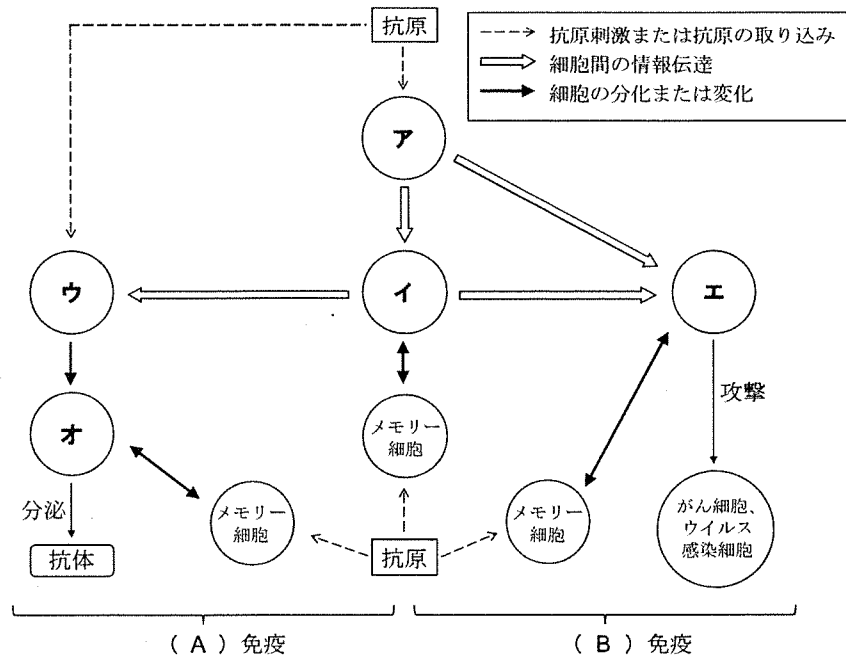 抗原
抗原刺激または抗原の取り込み
細胞間の情報伝達
細胞の分化または変化
ア
ウ
イ
エ
オ
メモリー
細胞
攻撃
分泌
抗体
メモリー
細胞
抗原
メモリー
細胞
がん細胞、
ウイルス
感染細胞
( A ) 免疫
( B ) 免疫